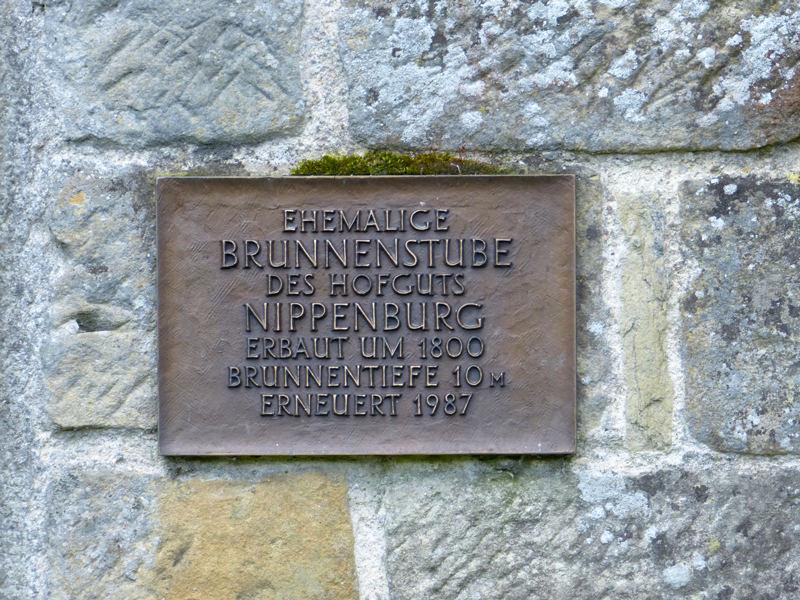 EHEMALIGE
BRUNNENSTUBE
DES HOFGUTS
NIPPENBURG
ERBAUT UM 1800
BRUNNENTIEFE 10 M
ERNEUERT 1987